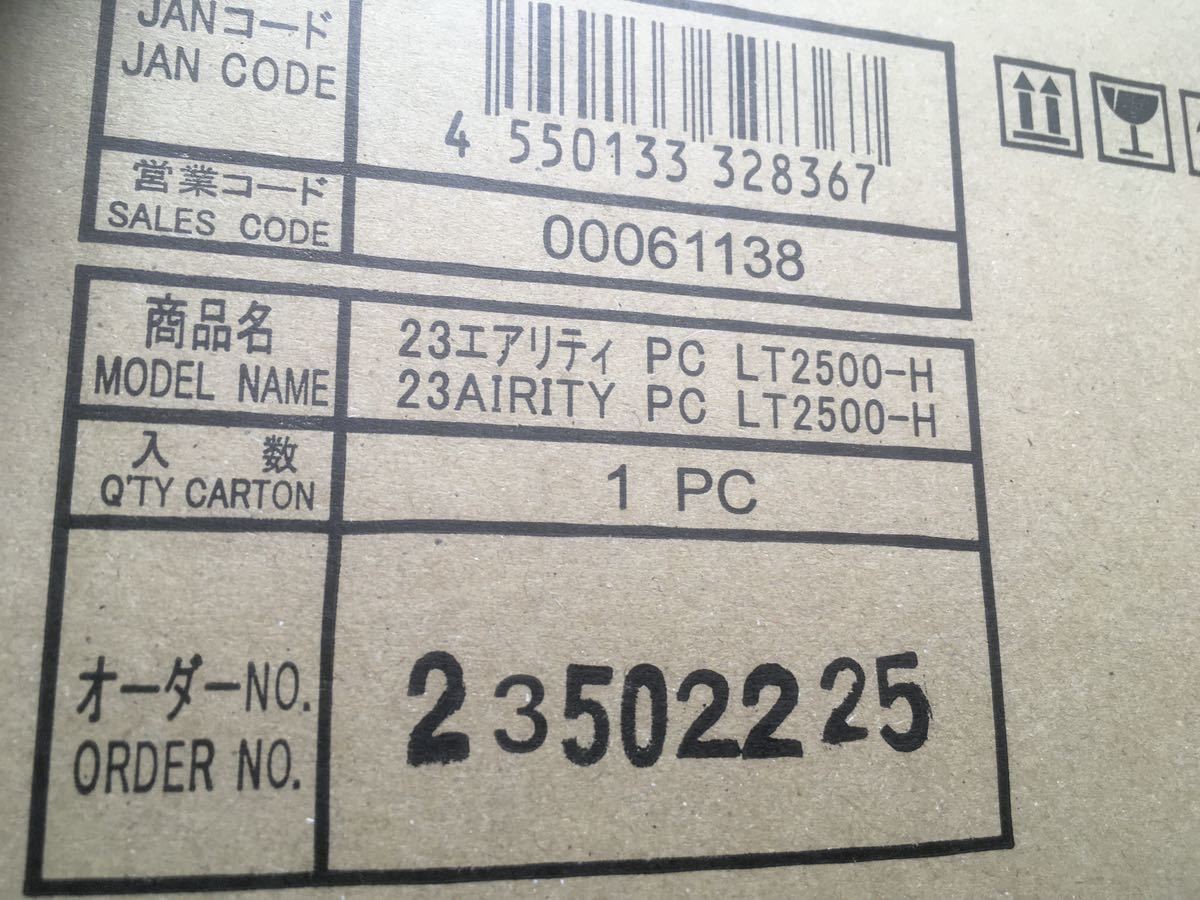 JANコード
JAN CODE
4 550133 328367
営業コード
SALES CODE
00061138
商品名
MODEL NAME
23エアリティ PC LT2500-H
23AIRITY PC LT2500-H
入 数
Q'TY CARTON
1 PC
オーダーNO.
ORDER NO.
23502225